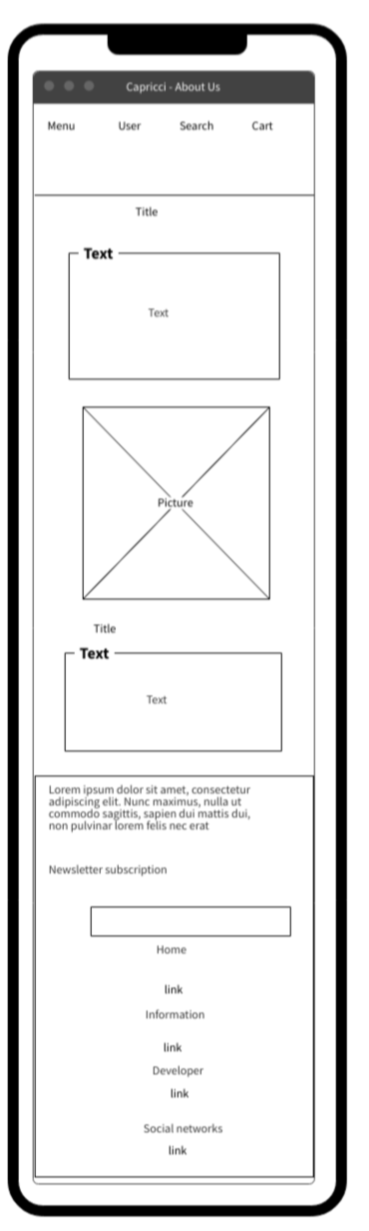 Capricci - About Us
Menu User Search Cart
Title
Text
Text
Picture
Title
Text
Text
Lorem ipsum dolor sit amet, consectetur
adipiscing elit. Nunc maximus, nulla ut
commodo sagittis, sapien dui mattis dui,
non pulvinar lorem felis nec erat
Newsletter subscription
Home
link
Information
link
Developer
link
Social networks
link